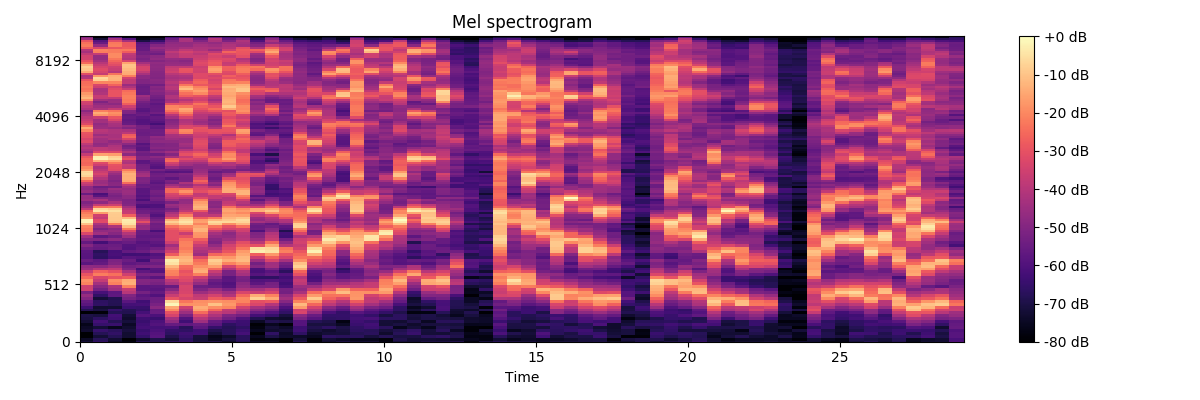 Mel spectrogram
8192
4096
2048
1024
512
0
Hz
0 5 10 15 20 25
Time
+0 dB
-10 dB
-20 dB
-30 dB
-40 dB
-50 dB
-60 dB
-70 dB
-80 dB